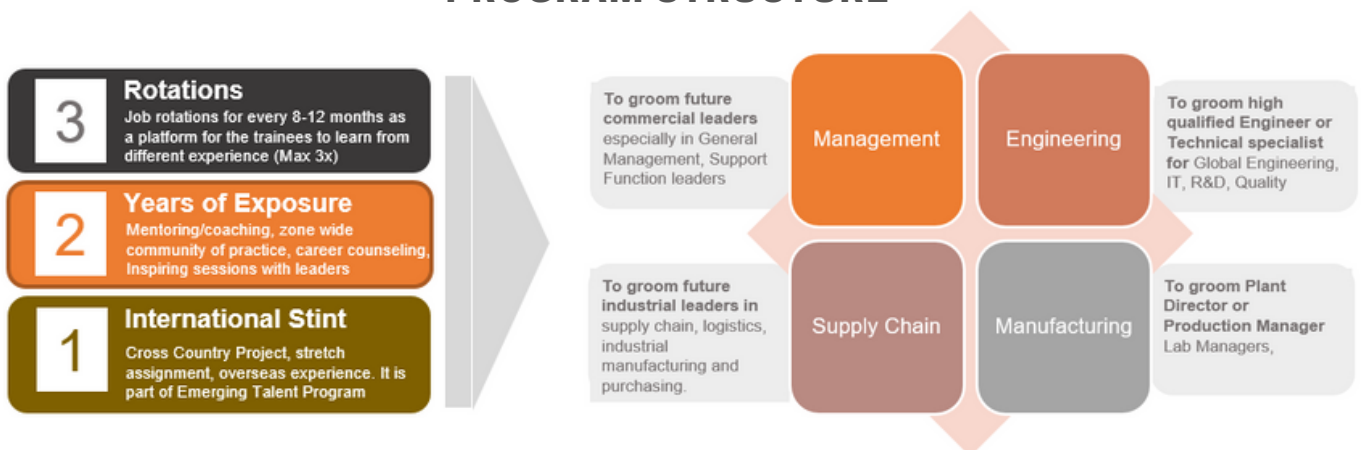 PROGRAM STRUCTURE
3
Rotations
Job rotations for every 8-12 months as
a platform for the trainees to learn from
different experience (Max 3x)
2
Years of Exposure
Mentoring/coaching, zone wide
community of practice, career counseling,
Inspiring sessions with leaders
1
International Stint
Cross Country Project, stretch
assignment, overseas experience. It is
part of Emerging Talent Program
To groom future
commercial leaders
especially in General
Management, Support
Function leaders
Management
Engineering
To groom high
qualified Engineer or
Technical specialist
for Global Engineering,
IT, R&D, Quality
To groom future
industrial leaders in
supply chain, logistics,
industrial
manufacturing and
purchasing.
Supply Chain
Manufacturing
To groom Plant
Director or
Production Manager
Lab Managers,